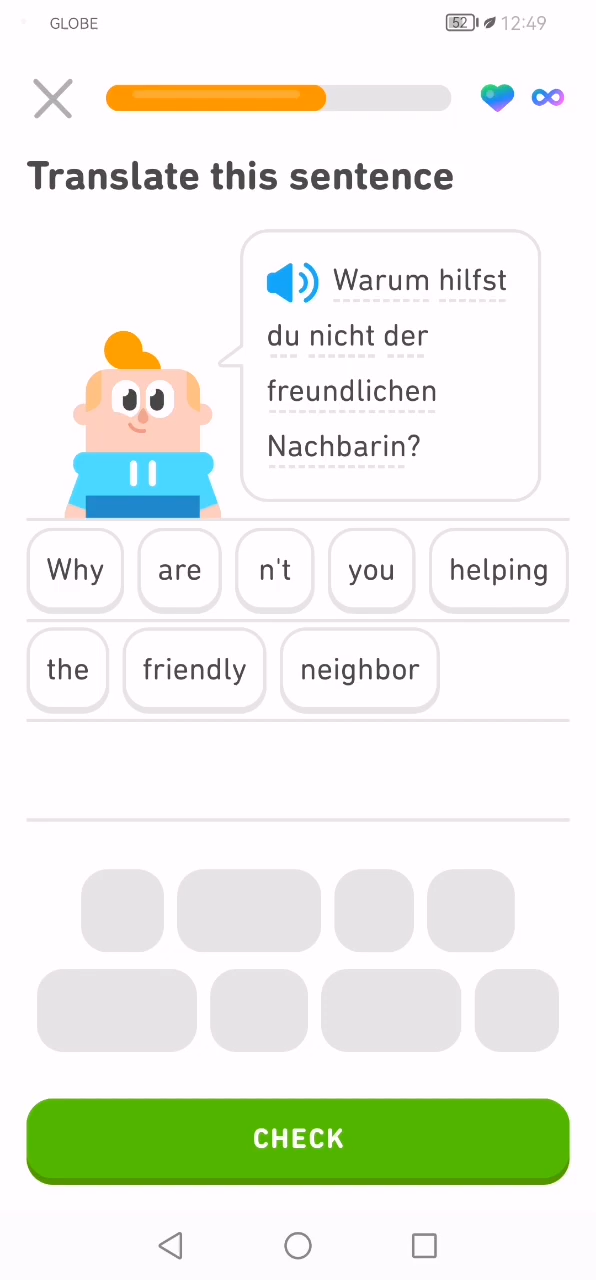 GLOBE 52 12:49
Translate this sentence
Warum hilfst
du nicht der
freundlichen
Nachbarin?
Why are n't you helping
the friendly neighbor
CHECK